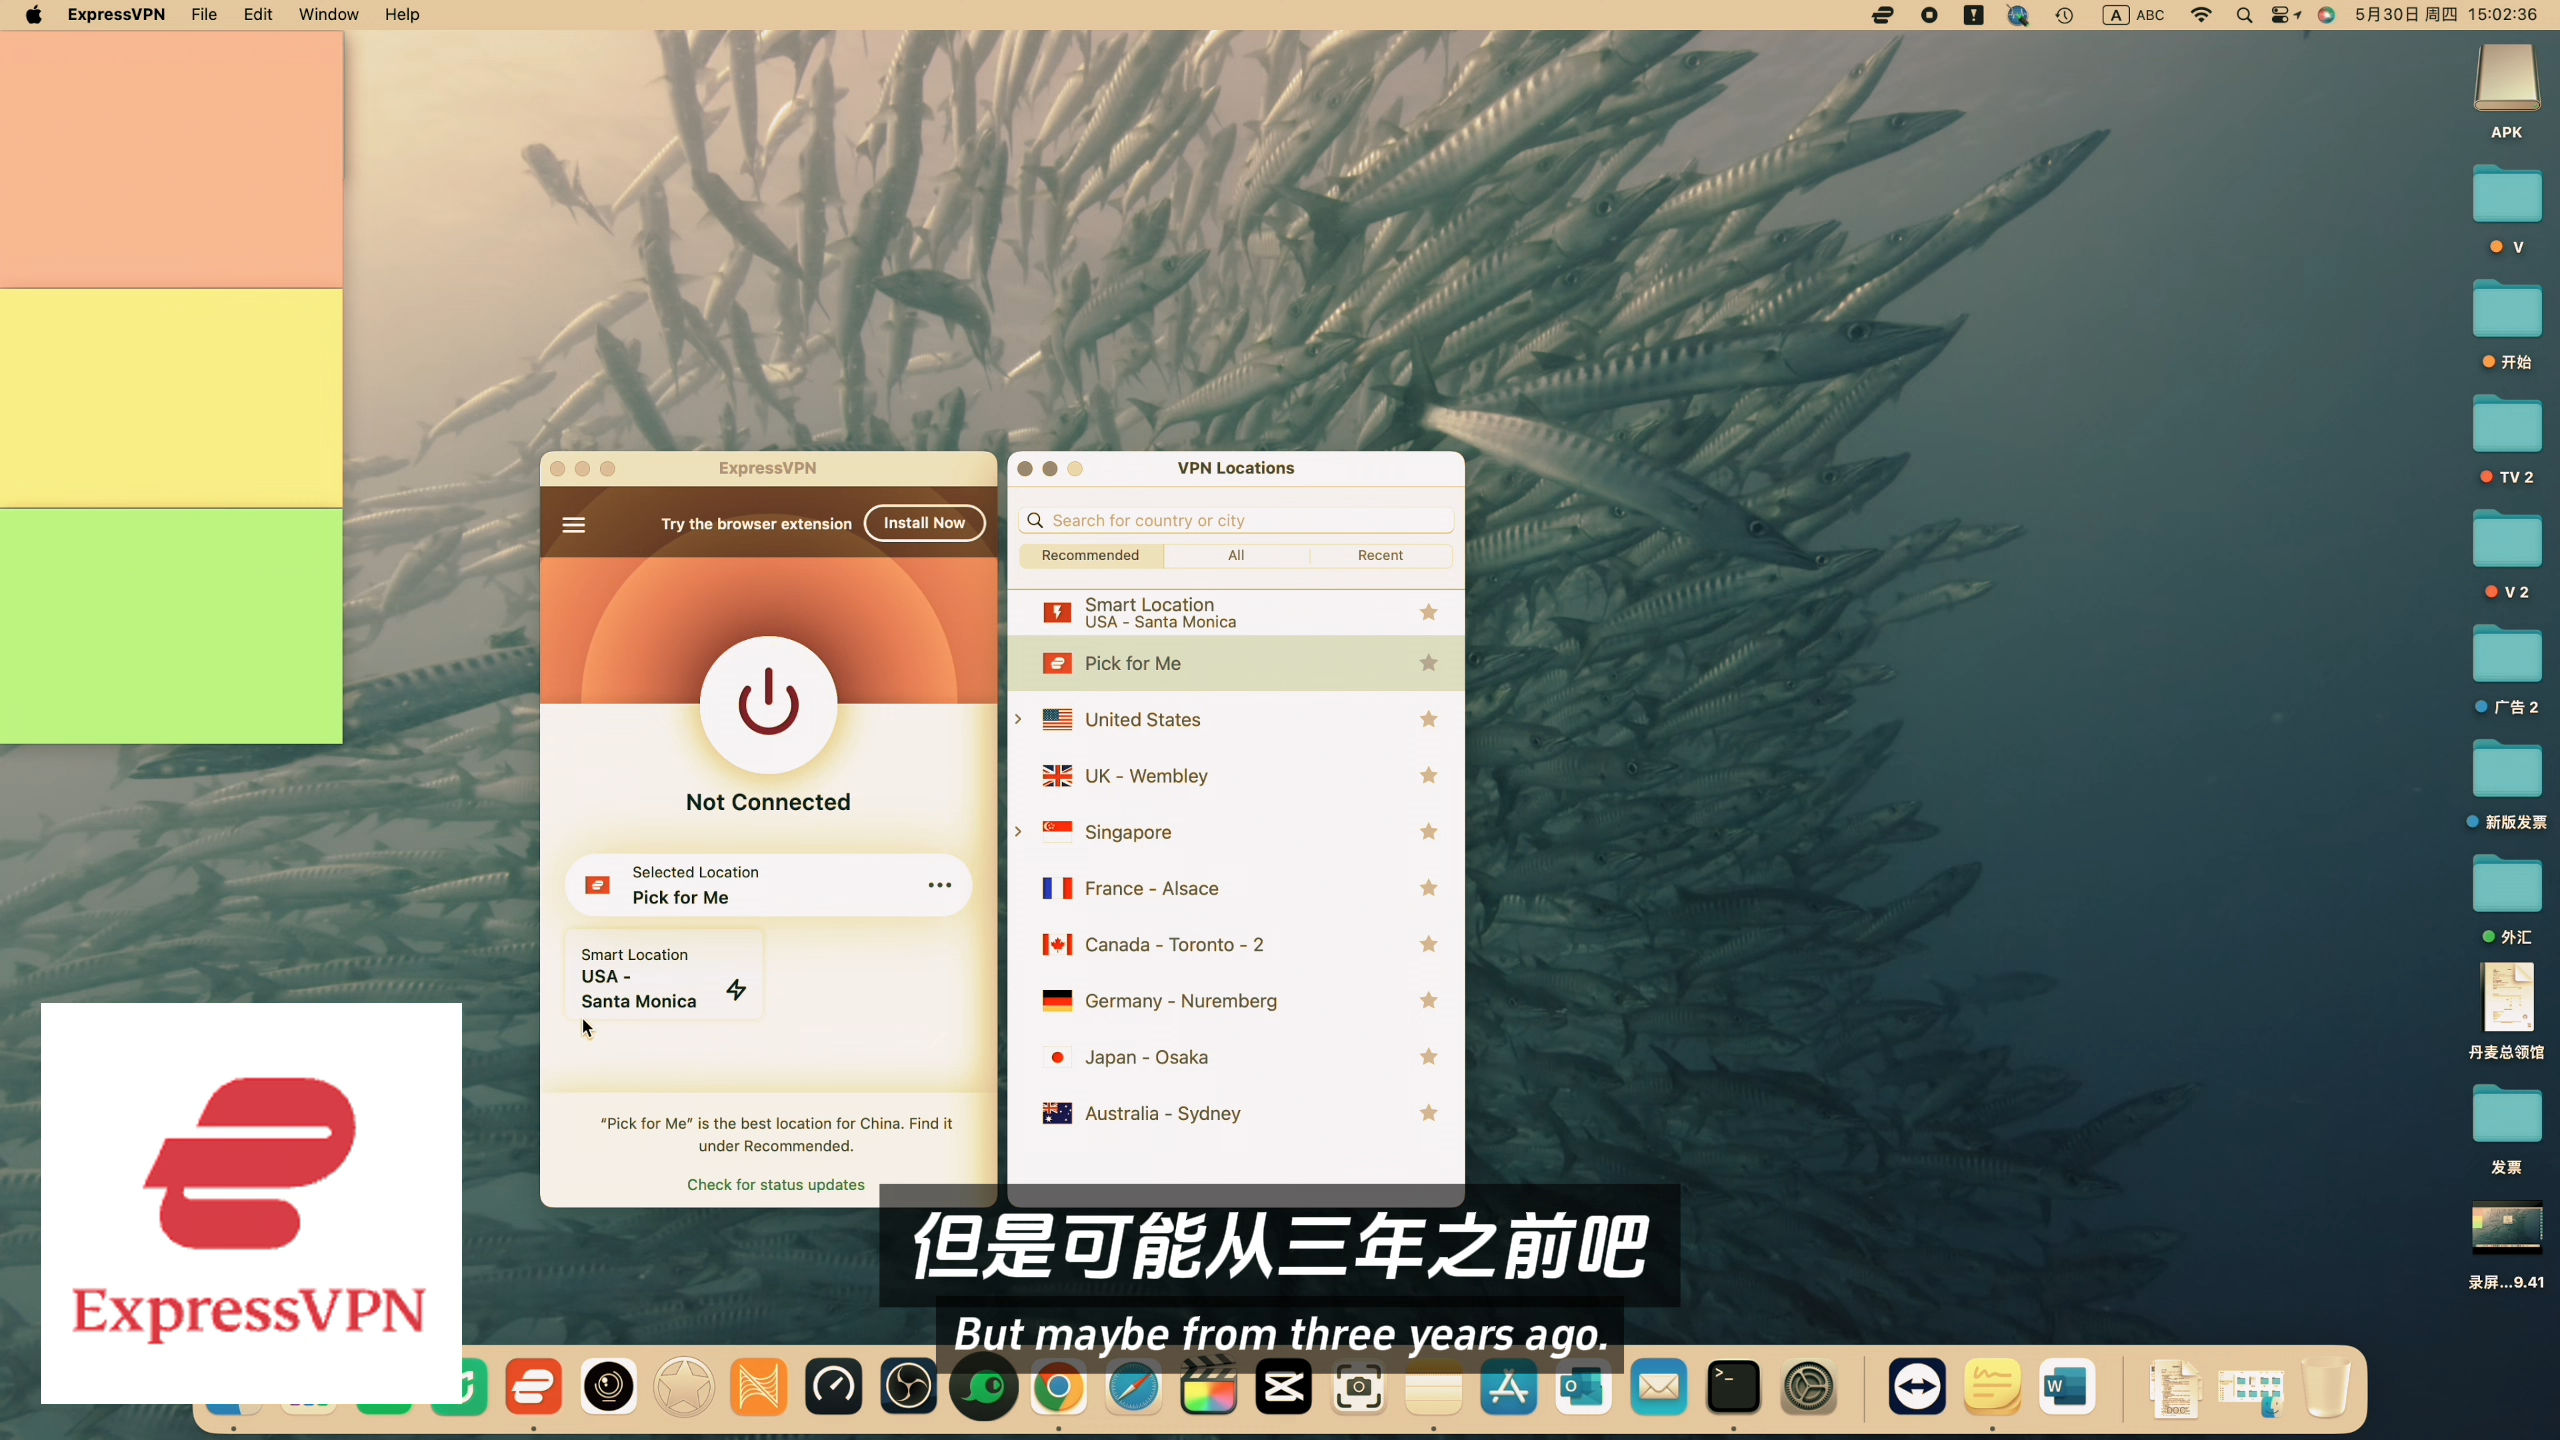 ExpressVPN File Edit Window Help
A ABC 5月30日 周四 15:02:36
APK
V
开始
TV 2
V 2
广告 2
新版发票
外汇
丹麦总领馆
发票
录屏...9.41
ExpressVPN
Try the browser extension Install Now
Not Connected
Selected Location
Pick for Me
Smart Location
USA -
Santa Monica
“Pick for Me” is the best location for China. Find it
under Recommended.
Check for status updates
VPN Locations
Search for country or city
Recommended All Recent
Smart Location
USA - Santa Monica
Pick for Me
United States
UK - Wembley
Singapore
France - Alsace
Canada - Toronto - 2
Germany - Nuremberg
Japan - Osaka
Australia - Sydney
ExpressVPN
但是可能从三年之前吧
But maybe from three years ago.